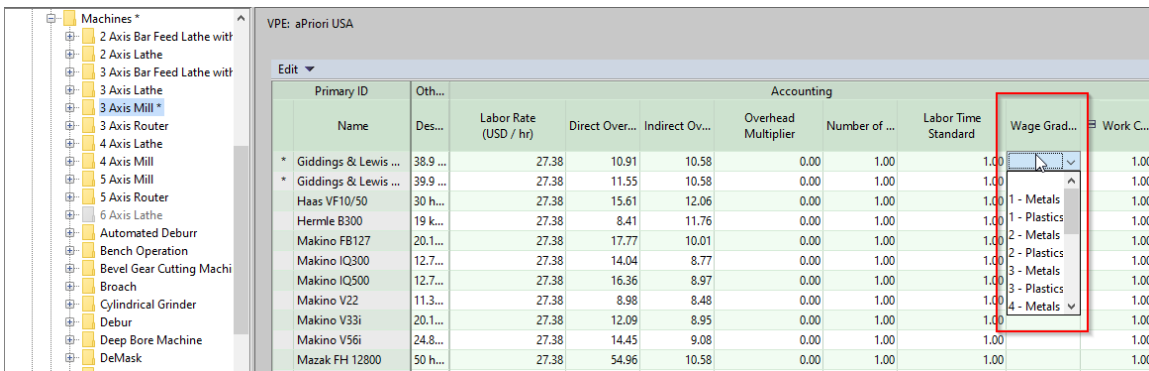 Machines *
2 Axis Bar Feed Lathe with
2 Axis Lathe
3 Axis Bar Feed Lathe with
3 Axis Lathe
3 Axis Mill *
3 Axis Router
4 Axis Lathe
4 Axis Mill
5 Axis Mill
5 Axis Router
6 Axis Lathe
Automated Deburr
Bench Operation
Bevel Gear Cutting Machi
Broach
Cylindrical Grinder
Debur
Deep Bore Machine
DeMask
VPE: aPriori USA
Edit
Primary ID Oth... Accounting
Name Des... Labor Rate (USD / hr) Direct Over... Indirect Ov... Overhead Multiplier Number of ... Labor Time Standard Wage Grad... Work C...
* Giddings & Lewis ... 38.9 ... 27.38 10.91 10.58 0.00 1.00 1.00 1.00
* Giddings & Lewis ... 39.9 ... 27.38 11.55 10.58 0.00 1.00 1.00 1.00
Haas VF10/50 30 h... 27.38 15.61 12.06 0.00 1.00 1.00 1 - Metals 1.00
Hermle B300 19 k... 27.38 8.41 11.76 0.00 1.00 1.00 1 - Plastics 1.00
Makino FB127 20.1... 27.38 17.77 10.01 0.00 1.00 1.00 2 - Metals 1.00
Makino IQ300 12.7... 27.38 14.04 8.77 0.00 1.00 1.00 2 - Plastics 1.00
Makino IQ500 12.7... 27.38 16.36 8.97 0.00 1.00 1.00 3 - Metals 1.00
Makino V22 11.3... 27.38 8.98 8.48 0.00 1.00 1.00 3 - Plastics 1.00
Makino V33i 20.1... 27.38 12.09 8.95 0.00 1.00 1.00 4 - Metals 1.00
Makino V56i 24.8... 27.38 14.45 9.08 0.00 1.00 1.00 1.00
Mazak FH 12800 50 h... 27.38 54.96 10.58 0.00 1.00 1.00 1.00